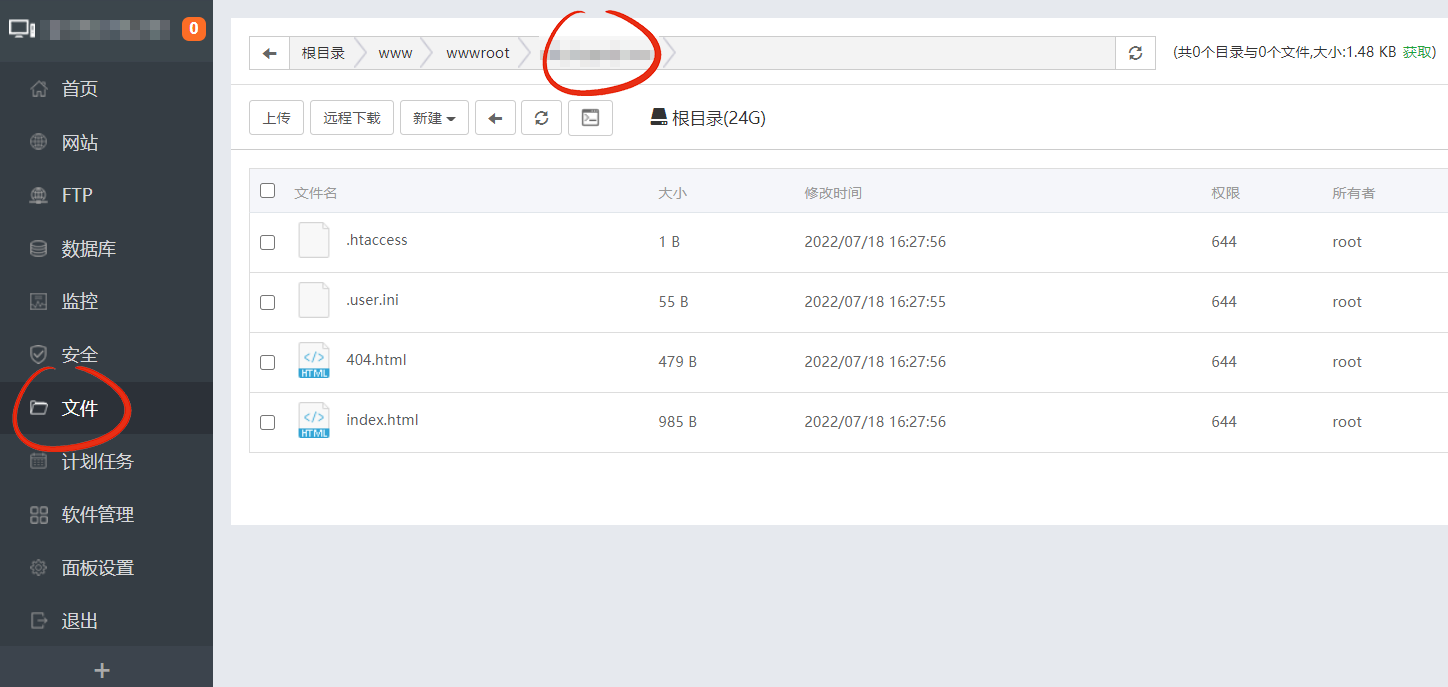 0
首页
网站
FTP
数据库
监控
安全
文件
计划任务
软件管理
面板设置
退出
根目录 www wwwroot (共0个目录与0个文件,大小:1.48 KB 获取)
上传 远程下载 新建 根目录(24G)
文件名 大小 修改时间 权限 所有者
.htaccess 1 B 2022/07/18 16:27:56 644 root
.user.ini 55 B 2022/07/18 16:27:55 644 root
404.html 479 B 2022/07/18 16:27:56 644 root
index.html 985 B 2022/07/18 16:27:56 644 root